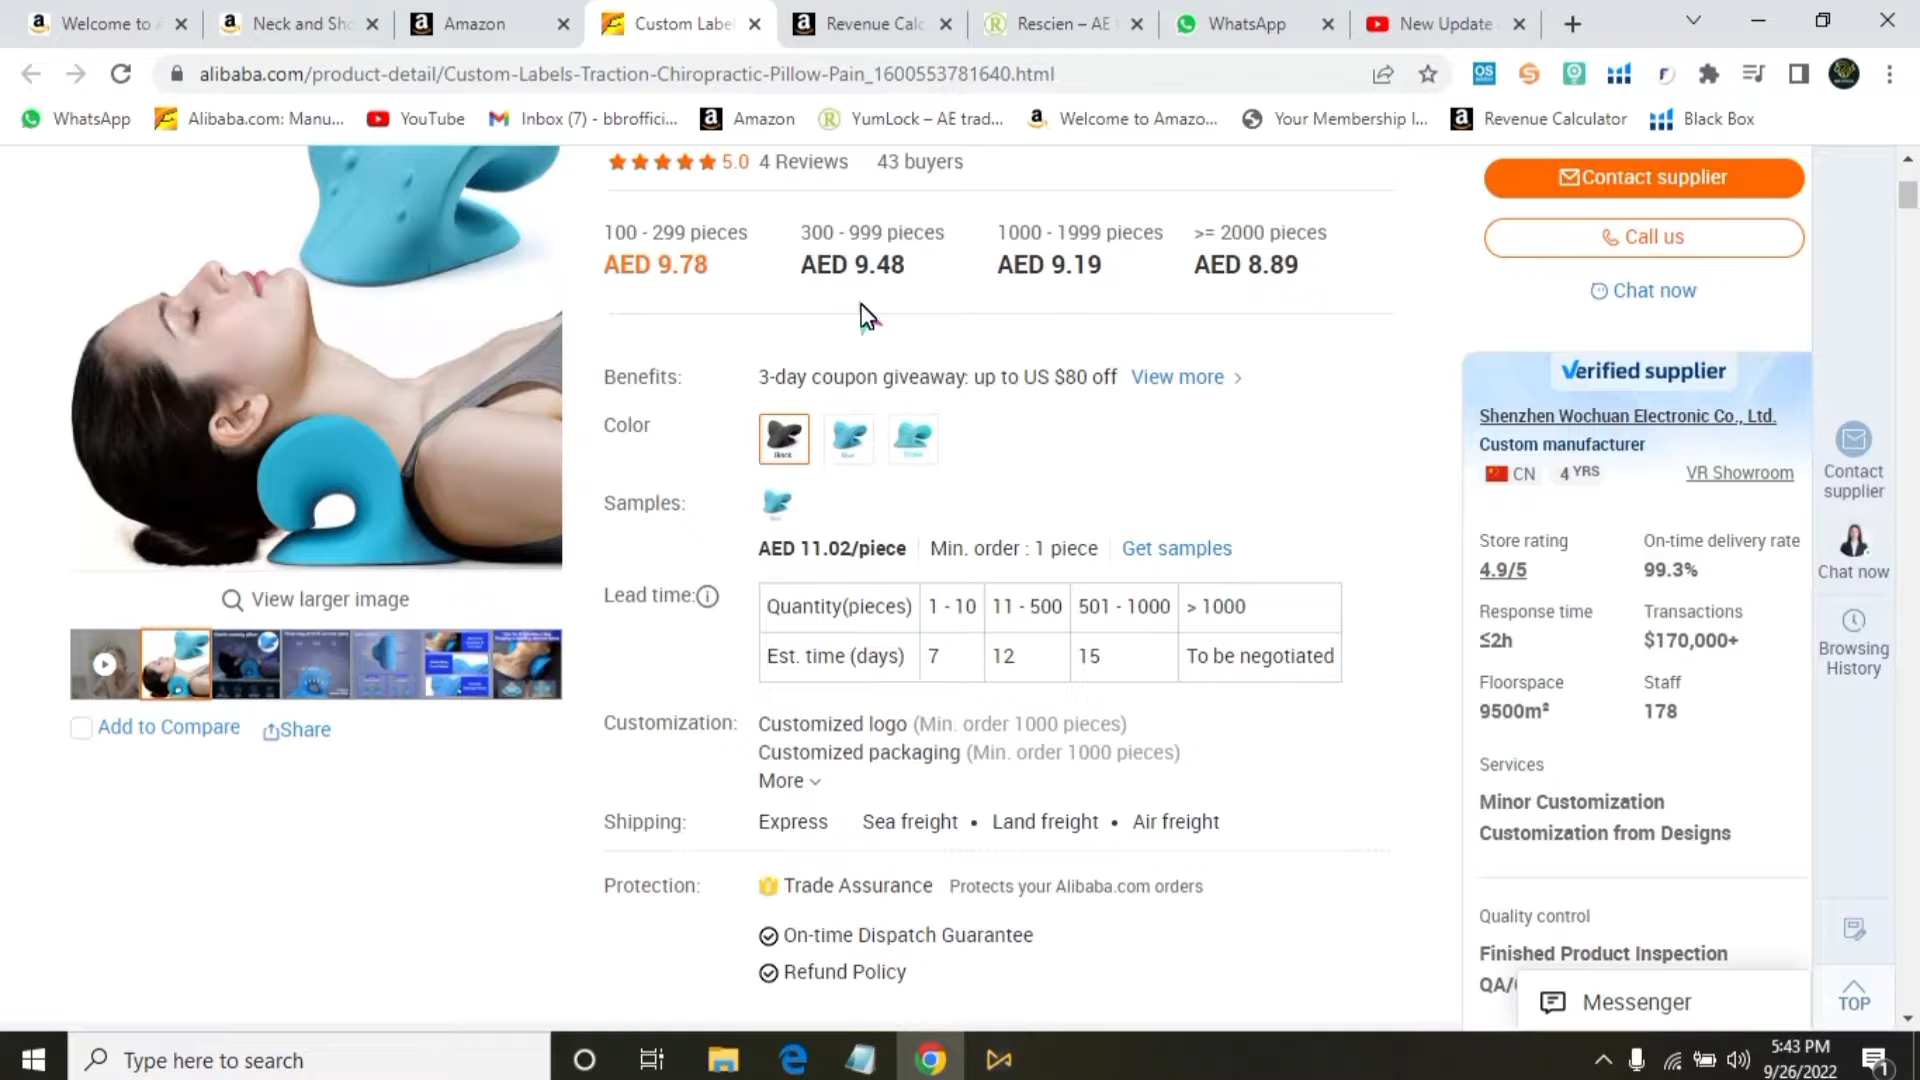 Welcome to A
Neck and Sho
Amazon
Custom Label
Revenue Calc
Rescien – AE t
WhatsApp
New Update
alibaba.com/product-detail/Custom-Labels-Traction-Chiropractic-Pillow-Pain_1600553781640.html
WhatsApp
Alibaba.com: Manu...
YouTube
Inbox (7) - bbroffici...
Amazon
YumLock – AE trad...
Welcome to Amazo...
Your Membership I...
Revenue Calculator
Black Box
5.0 4 Reviews 43 buyers
100 - 299 pieces 300 - 999 pieces 1000 - 1999 pieces >= 2000 pieces
AED 9.78 AED 9.48 AED 9.19 AED 8.89
Benefits: 3-day coupon giveaway: up to US $80 off View more >
Color
Black
Samples:
AED 11.02/piece Min. order : 1 piece Get samples
Lead time:
Quantity(pieces) 1 - 10 11 - 500 501 - 1000 > 1000
Est. time (days) 7 12 15 To be negotiated
Customization: Customized logo (Min. order 1000 pieces)
Customized packaging (Min. order 1000 pieces)
More
Shipping: Express Sea freight • Land freight • Air freight
Protection: Trade Assurance Protects your Alibaba.com orders
On-time Dispatch Guarantee
Refund Policy
View larger image
Add to Compare Share
Contact supplier
Call us
Chat now
Verified supplier
Shenzhen Wochuan Electronic Co., Ltd.
Custom manufacturer
CN 4 YRS VR Showroom
Store rating On-time delivery rate
4.9/5 99.3%
Response time Transactions
≤2h $170,000+
Floorspace Staff
9500m² 178
Services
Minor Customization
Customization from Designs
Quality control
Finished Product Inspection
QA/
Messenger
Contact
supplier
Chat now
Browsing
History
TOP
Type here to search
5:43 PM
9/26/2022
1